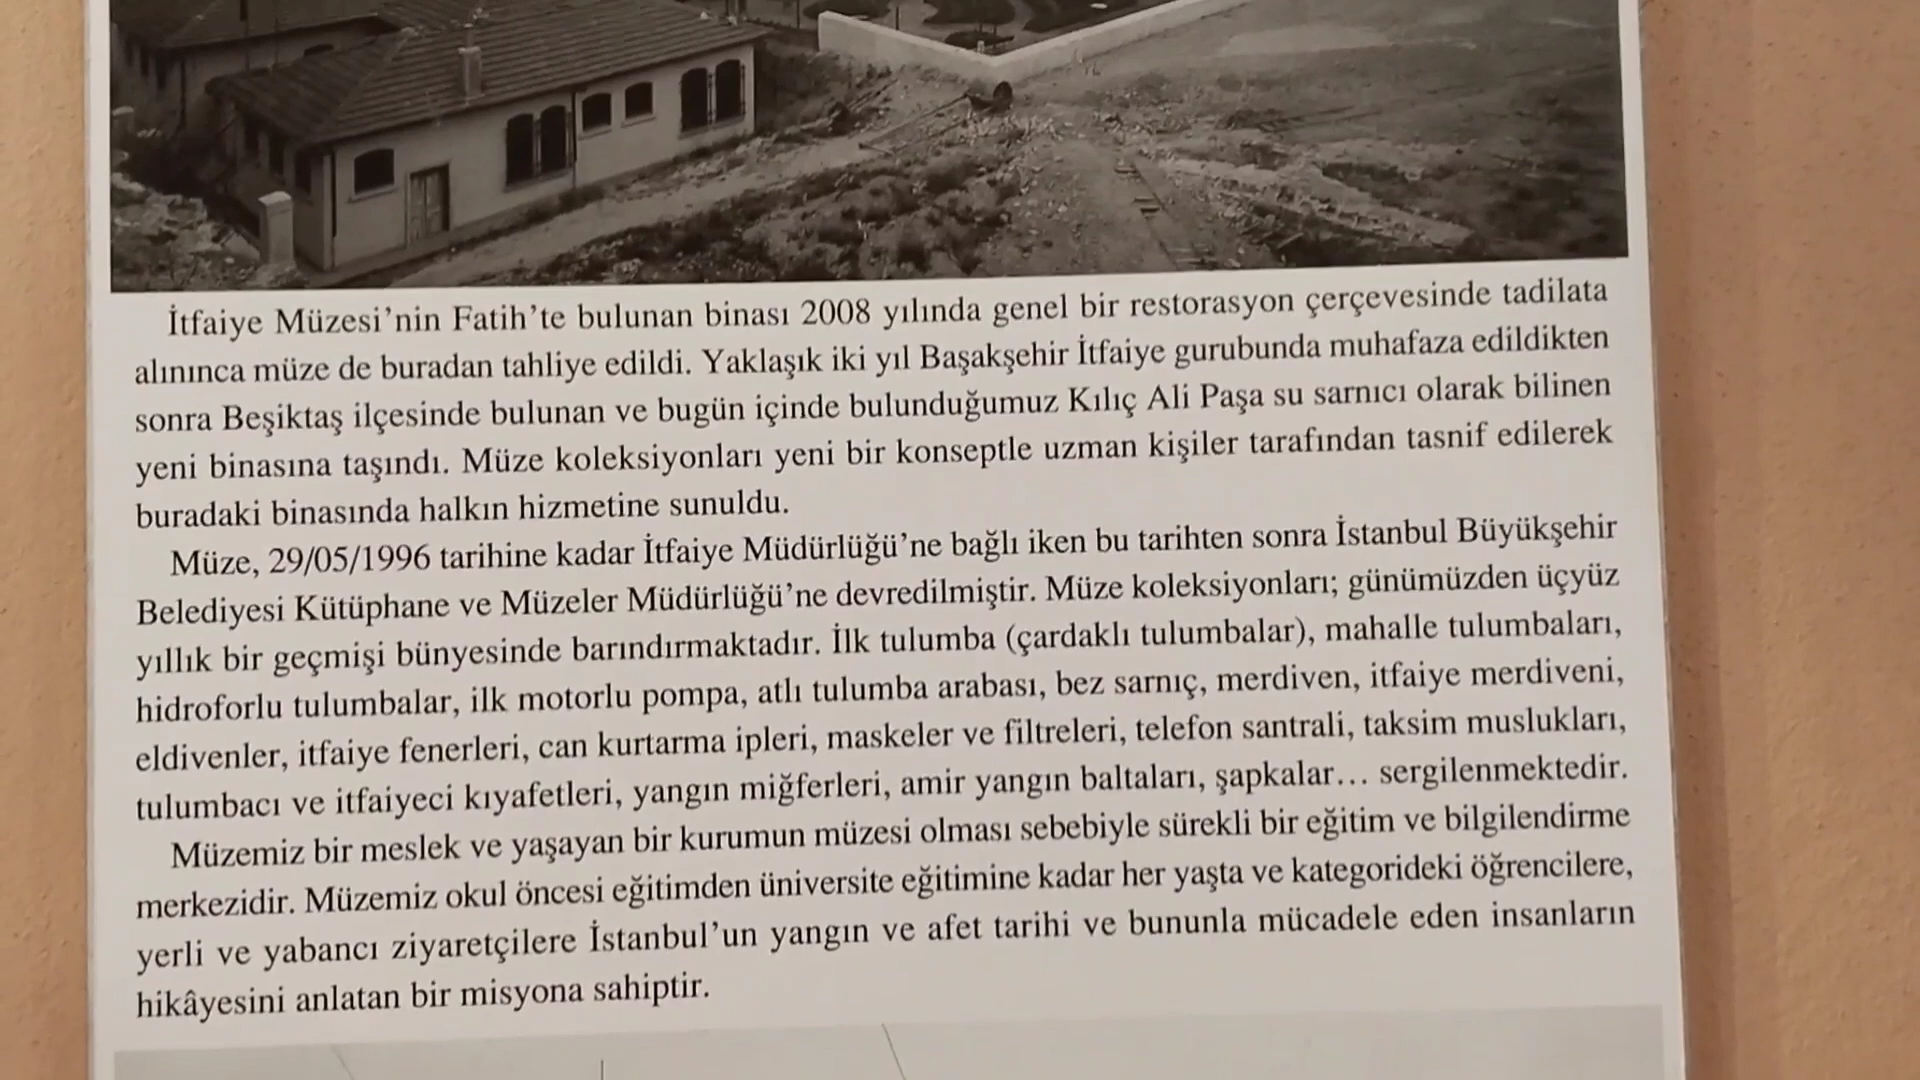 İtfaiye Müzesi’nin Fatih’te bulunan binası 2008 yılında genel bir restorasyon çerçevesinde tadilata
alınınca müze de buradan tahliye edildi. Yaklaşık iki yıl Başakşehir İtfaiye gurubunda muhafaza edildikten
sonra Beşiktaş ilçesinde bulunan ve bugün içinde bulunduğumuz Kılıç Ali Paşa su sarnıcı olarak bilinen
yeni binasına taşındı. Müze koleksiyonları yeni bir konseptle uzman kişiler tarafından tasnif edilerek
buradaki binasında halkın hizmetine sunuldu.
Müze, 29/05/1996 tarihine kadar İtfaiye Müdürlüğü’ne bağlı iken bu tarihten sonra İstanbul Büyükşehir
Belediyesi Kütüphane ve Müzeler Müdürlüğü’ne devredilmiştir. Müze koleksiyonları; günümüzden üçyüz
yıllık bir geçmişi bünyesinde barındırmaktadır. İlk tulumba (çardaklı tulumbalar), mahalle tulumbaları,
hidroforlu tulumbalar, ilk motorlu pompa, atlı tulumba arabası, bez sarnıç, merdiven, itfaiye merdiveni,
eldivenler, itfaiye fenerleri, can kurtarma ipleri, maskeler ve filtreleri, telefon santrali, taksim muslukları,
tulumbacı ve itfaiyeci kıyafetleri, yangın miğferleri, amir yangın baltaları, şapkalar… sergilenmektedir.
Müzemiz bir meslek ve yaşayan bir kurumun müzesi olması sebebiyle sürekli bir eğitim ve bilgilendirme
merkezidir. Müzemiz okul öncesi eğitimden üniversite eğitimine kadar her yaşta ve kategorideki öğrencilere,
yerli ve yabancı ziyaretçilere İstanbul’un yangın ve afet tarihi ve bununla mücadele eden insanların
hikâyesini anlatan bir misyona sahiptir.